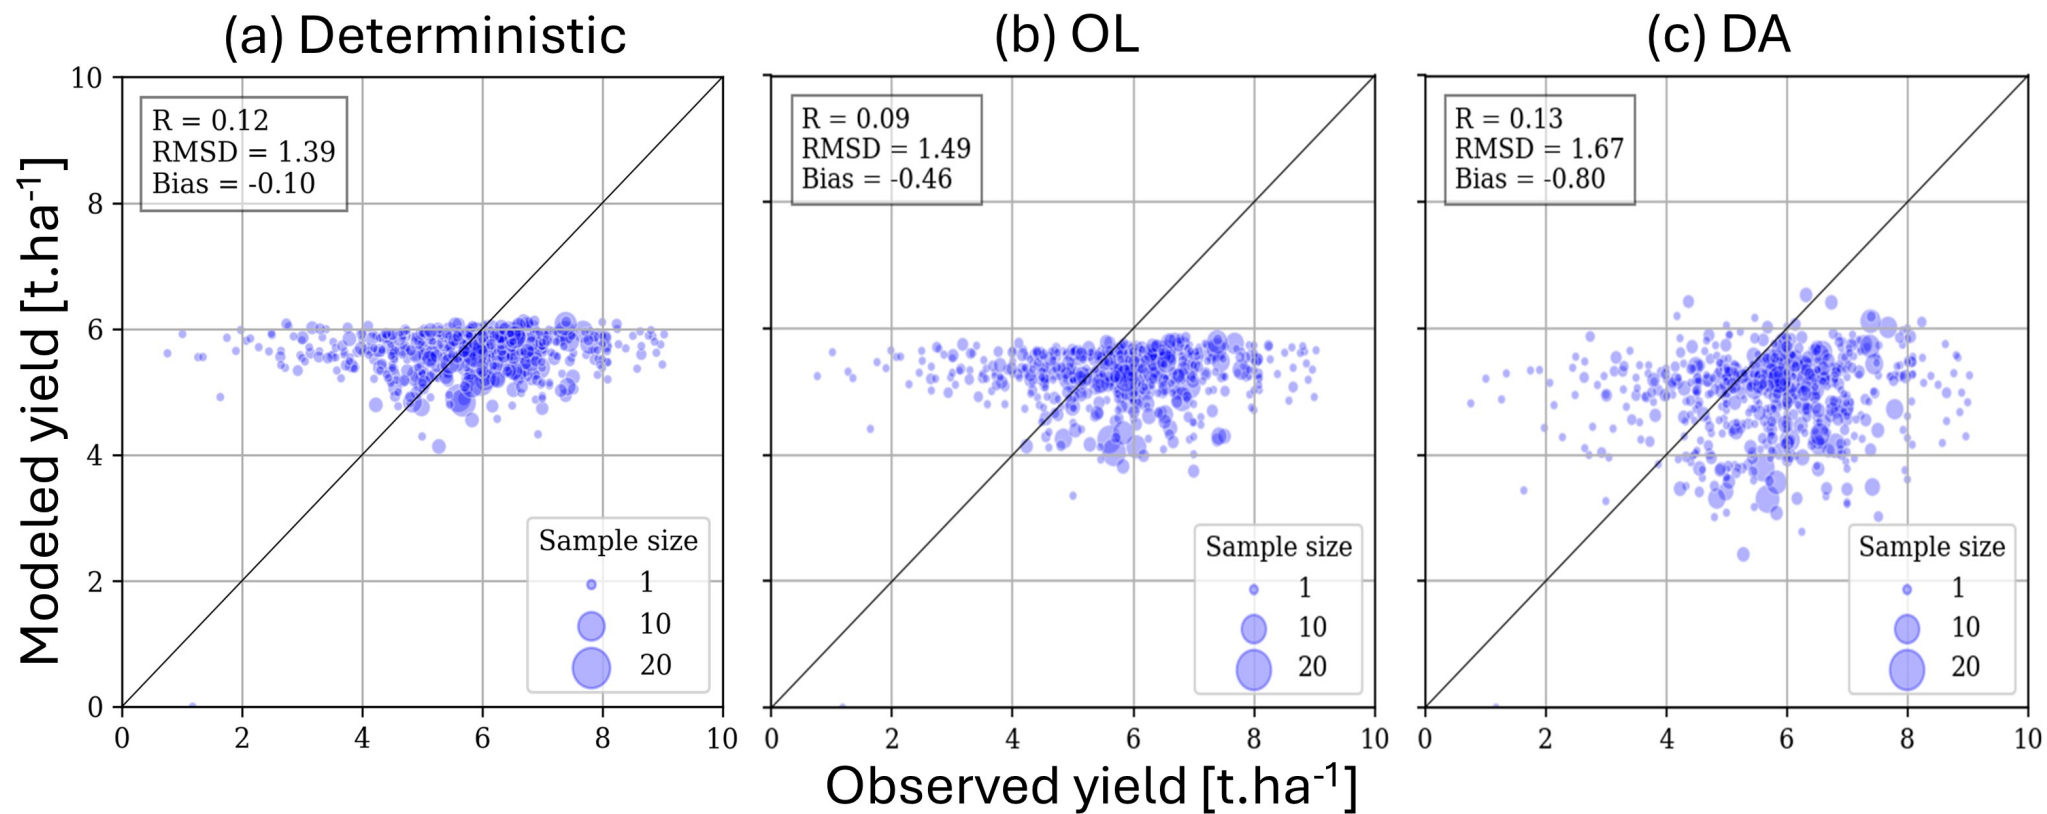 (a) Deterministic
(b) OL
(c) DA
Modeled yield [t.ha-1]
10
8
6
4
2
0
R = 0.12
RMSD = 1.39
Bias = -0.10
Sample size
1
10
20
0 2 4 6 8 10
R = 0.09
RMSD = 1.49
Bias = -0.46
Sample size
1
10
20
0 2 4 6 8 10
R = 0.13
RMSD = 1.67
Bias = -0.80
Sample size
1
10
20
0 2 4 6 8 10
Observed yield [t.ha-1]